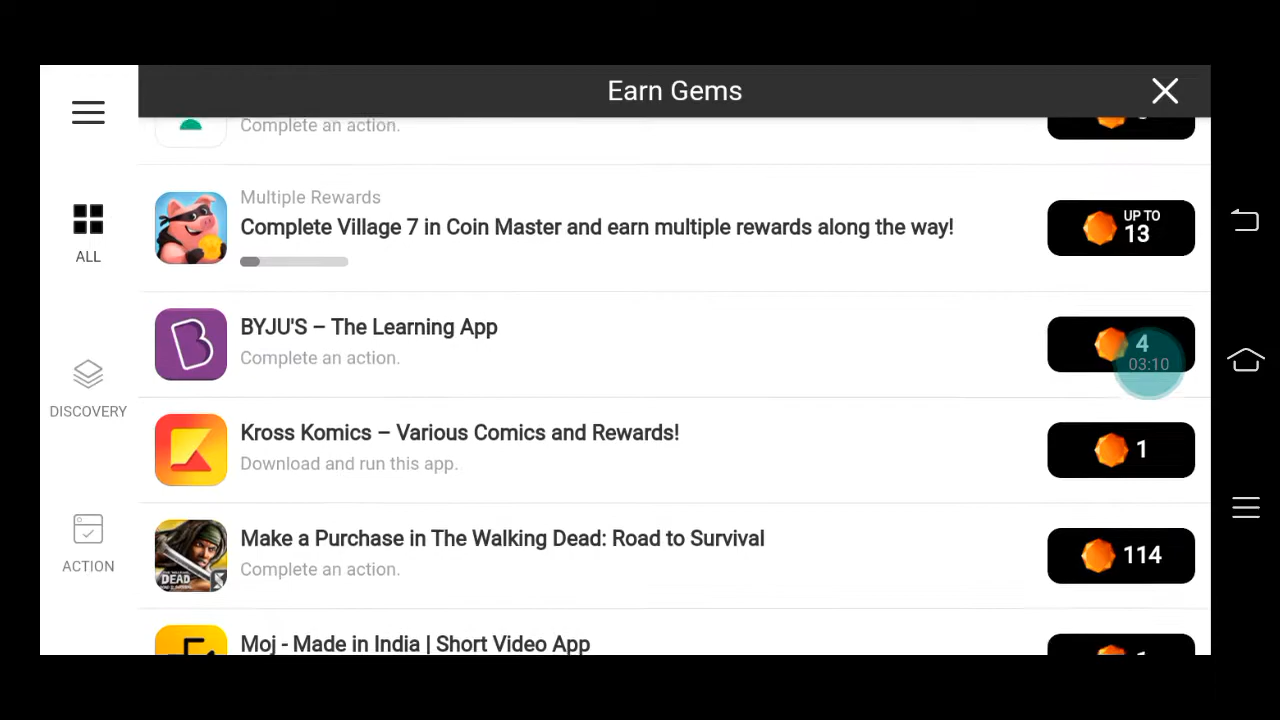 Earn Gems
Complete an action.
Multiple Rewards
Complete Village 7 in Coin Master and earn multiple rewards along the way!
UP TO
13
ALL
BYJU'S – The Learning App
Complete an action.
4
03:10
DISCOVERY
Kross Komics – Various Comics and Rewards!
Download and run this app.
1
Make a Purchase in The Walking Dead: Road to Survival
Complete an action.
114
DEAD
ACTION
Moj - Made in India | Short Video App